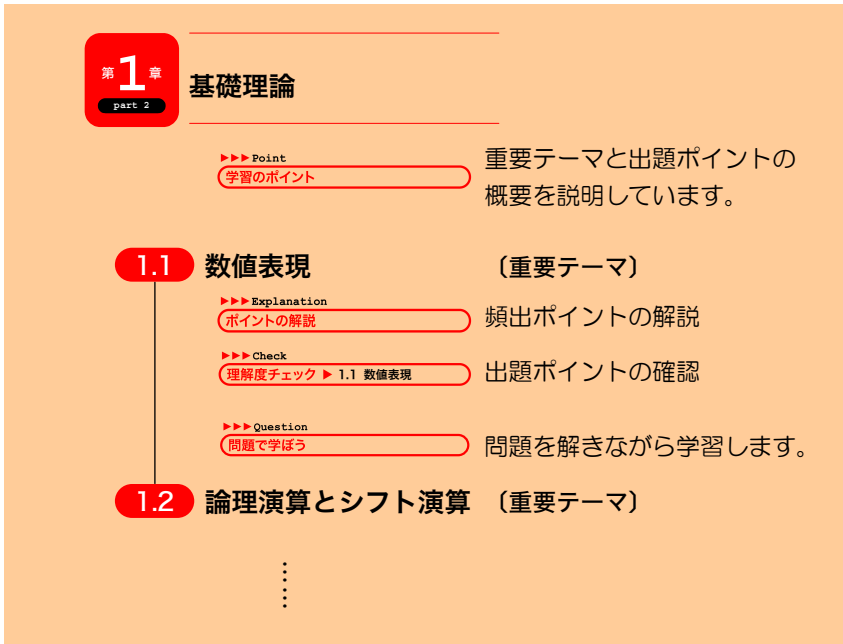 第1章
part 2
基礎理論
▶▶▶Point
学習のポイント
重要テーマと出題ポイントの
概要を説明しています。
1.1 数値表現 〔重要テーマ〕
▶▶▶Explanation
ポイントの解説
頻出ポイントの解説
▶▶▶Check
理解度チェック ▶ 1.1 数値表現
出題ポイントの確認
▶▶▶Question
問題で学ぼう
問題を解きながら学習します。
1.2 論理演算とシフト演算 〔重要テーマ〕